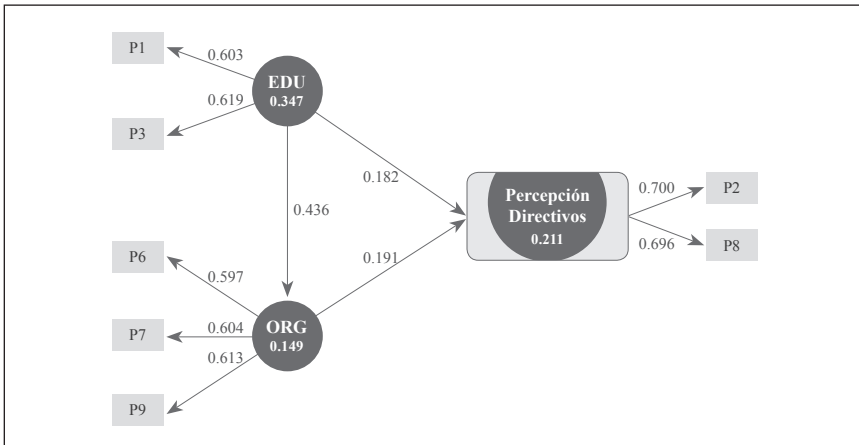 P1
0.603
EDU
0.347
P3
0.619
0.182
0.436
Percepción
Directivos
0.211
0.700
P2
0.696
P8
0.191
P6
0.597
ORG
0.149
P7
0.604
0.613
P9